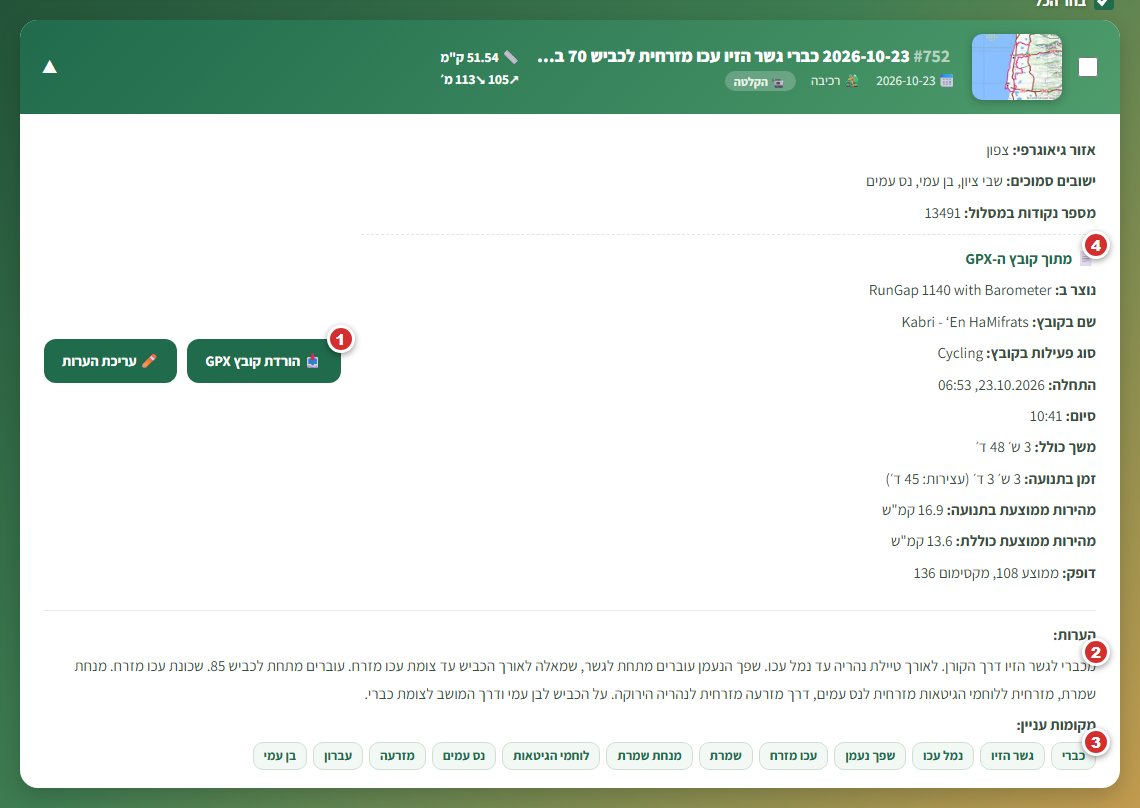 בחר הכל
#752 2026-10-23 כברי גשר הזיו עכו מזרחית לכביש 70 ב...
51.54 ק"מ
2026-10-23 רכיבה הקלטה
↗105 ↘113 מ׳
▲
אזור גיאוגרפי: צפון
ישובים סמוכים: שבי ציון, בן עמי, נס עמים
מספר נקודות במסלול: 13491
4
מתוך קובץ ה-GPX
נוצר ב: RunGap 1140 with Barometer
שם בקובץ: Kabri - ‘En HaMifrats
סוג פעילות בקובץ: Cycling
התחלה: 23.10.2026, 06:53
סיום: 10:41
משך כולל: 3 ש׳ 48 ד׳
זמן בתנועה: 3 ש׳ 3 ד׳ (עצירות: 45 ד׳)
מהירות ממוצעת בתנועה: 16.9 קמ"ש
מהירות ממוצעת כוללת: 13.6 קמ"ש
דופק: ממוצע 108, מקסימום 136
1
הורדת קובץ GPX
עריכת הערות
הערות:
2
מכברי לגשר הזיו דרך הקורן. לאורך טיילת נהריה עד נמל עכו. שפך הנעמן עוברים מתחת לגשר, שמאלה לאורך הכביש עד צומת עכו מזרח. עוברים מתחת לכביש 85. שכונת עכו מזרח. מנחת
שמרת, מזרחית ללוחמי הגיטאות מזרחית לנס עמים, דרך מזרעה מזרחית לנהריה הירוקה. על הכביש לבן עמי ודרך המושב לצומת כברי.
מקומות עניין:
3
כברי גשר הזיו נמל עכו שפך נעמן עכו מזרח שמרת מנחת שמרת לוחמי הגיטאות נס עמים מזרעה עברון בן עמי